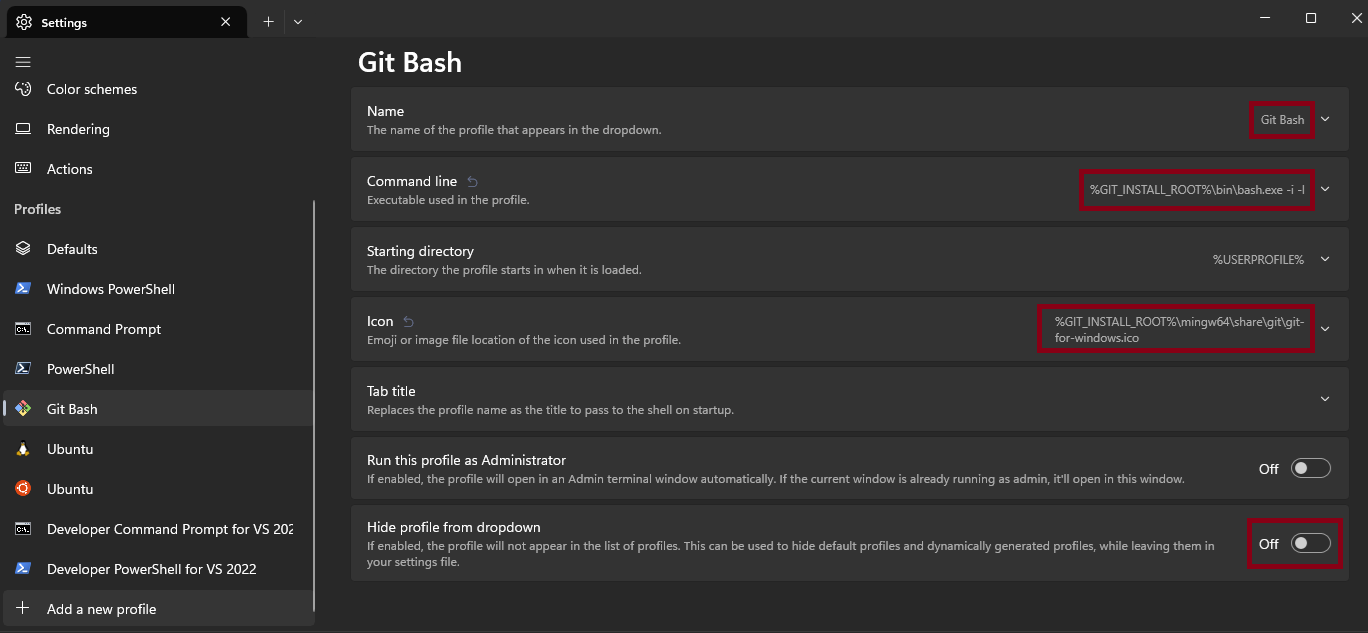 Settings
Color schemes
Rendering
Actions
Profiles
Defaults
Windows PowerShell
Command Prompt
PowerShell
Git Bash
Ubuntu
Ubuntu
Developer Command Prompt for VS 202
Developer PowerShell for VS 2022
Add a new profile
Git Bash
Name
The name of the profile that appears in the dropdown.
Git Bash
Command line
Executable used in the profile.
%GIT_INSTALL_ROOT%\bin\bash.exe -i -l
Starting directory
The directory the profile starts in when it is loaded.
%USERPROFILE%
Icon
Emoji or image file location of the icon used in the profile.
%GIT_INSTALL_ROOT%\mingw64\share\git\git-
for-windows.ico
Tab title
Replaces the profile name as the title to pass to the shell on startup.
Run this profile as Administrator
If enabled, the profile will open in an Admin terminal window automatically. If the current window is already running as admin, it'll open in this window.
Off
Hide profile from dropdown
If enabled, the profile will not appear in the list of profiles. This can be used to hide default profiles and dynamically generated profiles, while leaving them in
your settings file.
Off